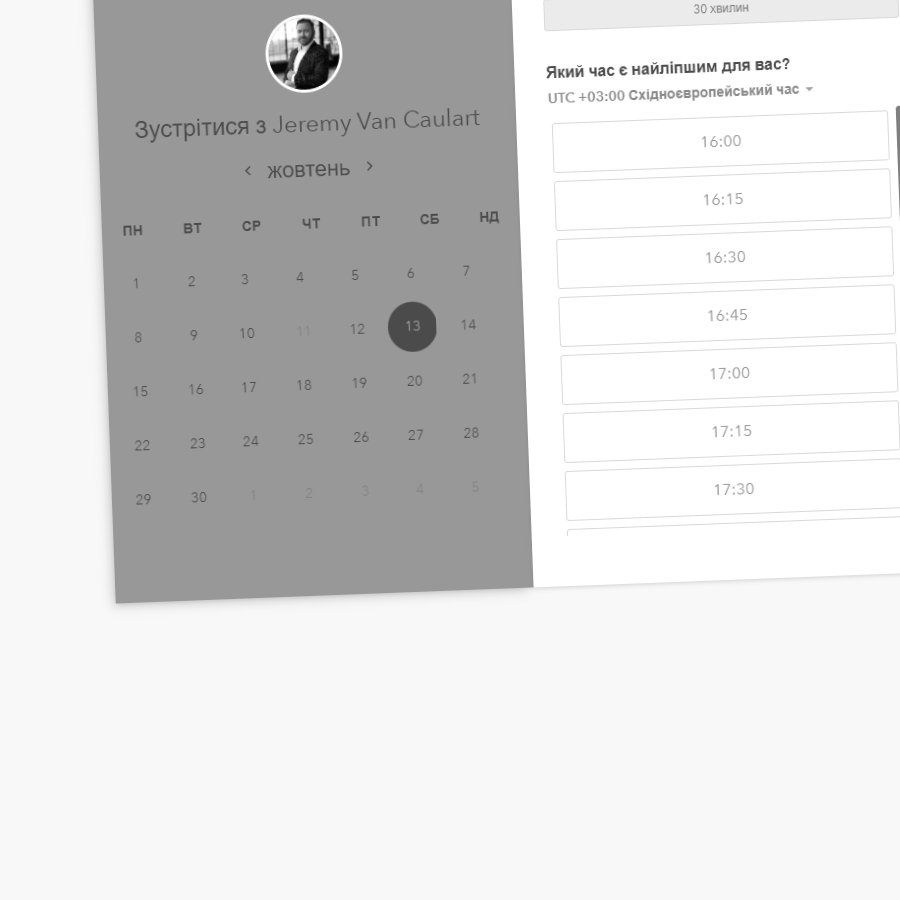 Зустрітися з Jeremy Van Caulart
жовтень
ПН ВТ СР ЧТ ПТ СБ НД
1 2 3 4 5 6 7
8 9 10 11 12 13 14
15 16 17 18 19 20 21
22 23 24 25 26 27 28
29 30 1 2 3 4 5
30 хвилин
Який час є найліпшим для вас?
UTC +03:00 Східноєвропейський час
16:00
16:15
16:30
16:45
17:00
17:15
17:30